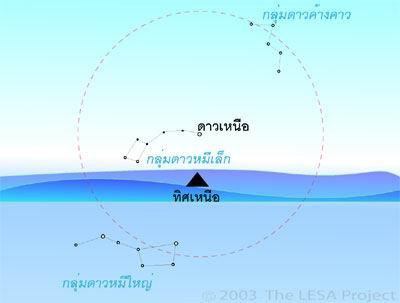 กลุ่มดาวค้างคาว
ดาวเหนือ
กลุ่มดาวหมีเล็ก
ทิศเหนือ
กลุ่มดาวหมีใหญ่
© 2003 The LESA Project